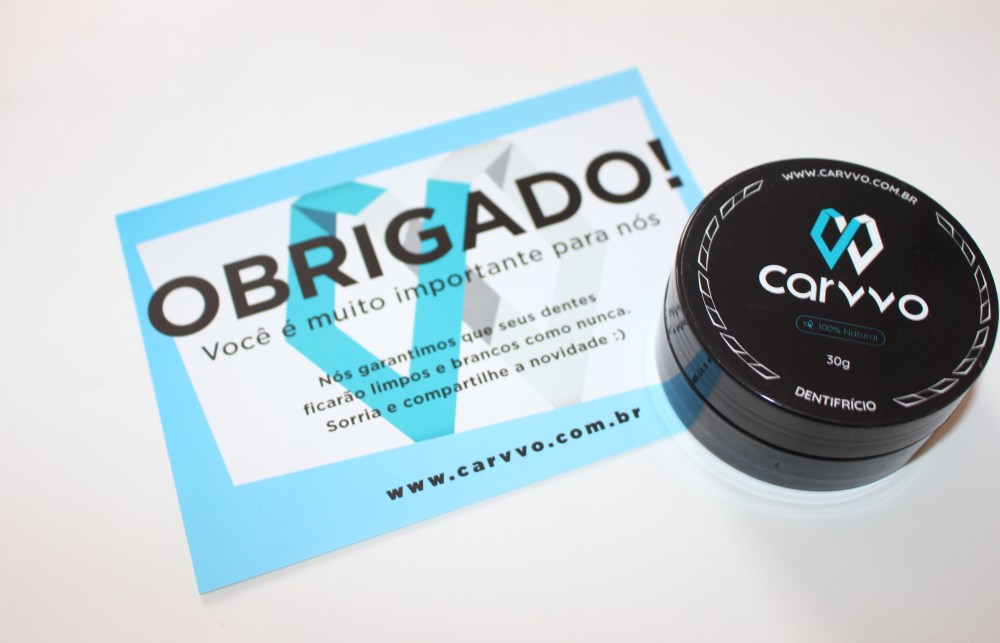 OBRIGADO!
Você é muito importante para nós
Nós garantimos que seus dentes
ficarão limpos e brancos como nunca.
Sorria e compartilhe a novidade :)
www.carvvo.com.br
WWW.CARVVO.COM.BR
carvvo
100% Natural
30g
DENTIFRÍCIO